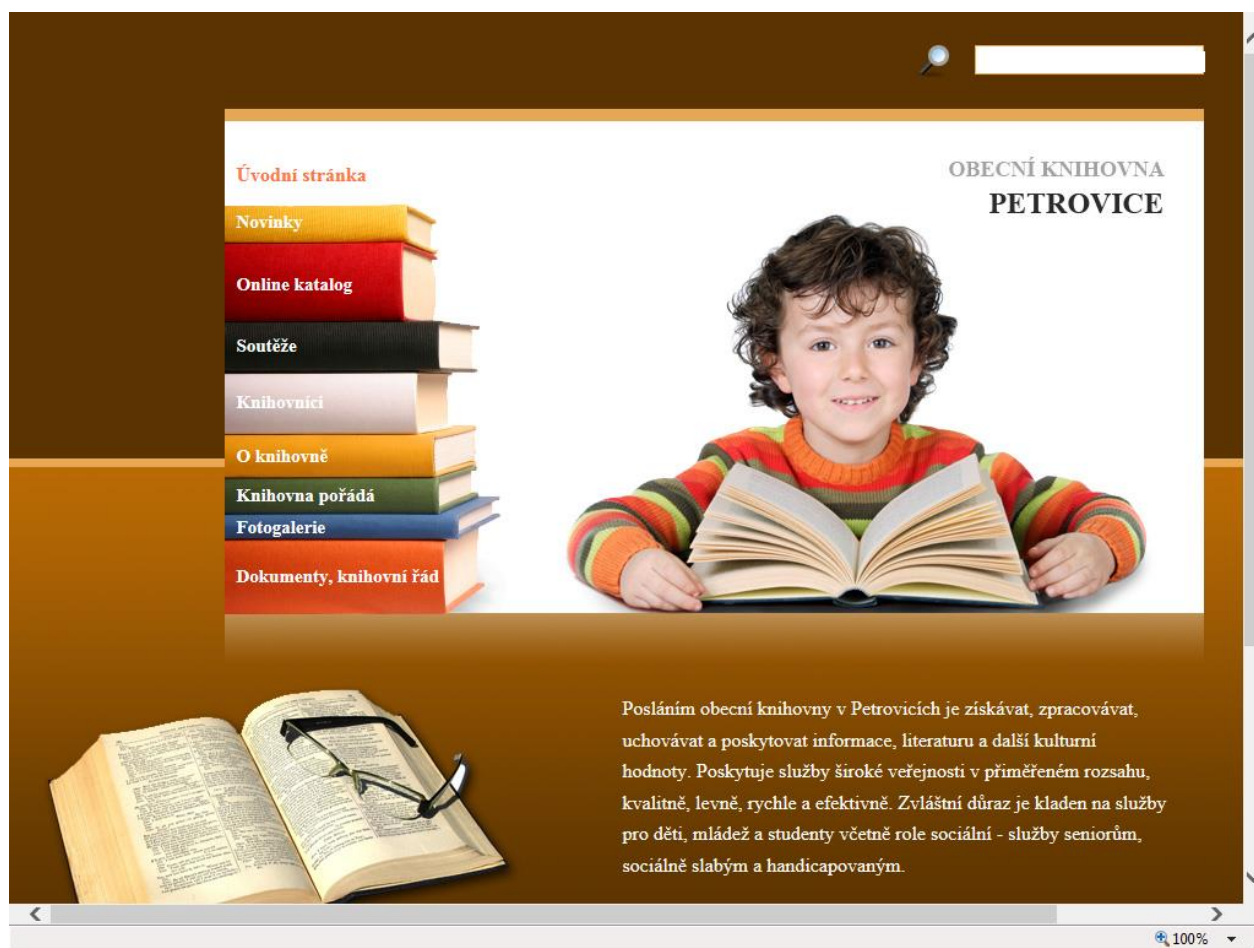 Úvodní stránka
OBECNÍ KNIHOVNA
PETROVICE
Novinky
Online katalog
Soutěže
Knihovníci
O knihovně
Knihovna pořádá
Fotogalerie
Dokumenty, knihovní řád
Posláním obecní knihovny v Petrovicích je získávat, zpracovávat,
uchovávat a poskytovat informace, literaturu a další kulturní
hodnoty. Poskytuje služby široké veřejnosti v přiměřeném rozsahu,
kvalitně, levně, rychle a efektivně. Zvláštní důraz je kladen na služby
pro děti, mládež a studenty včetně role sociální - služby seniorům,
sociálně slabým a handicapovaným.
100%